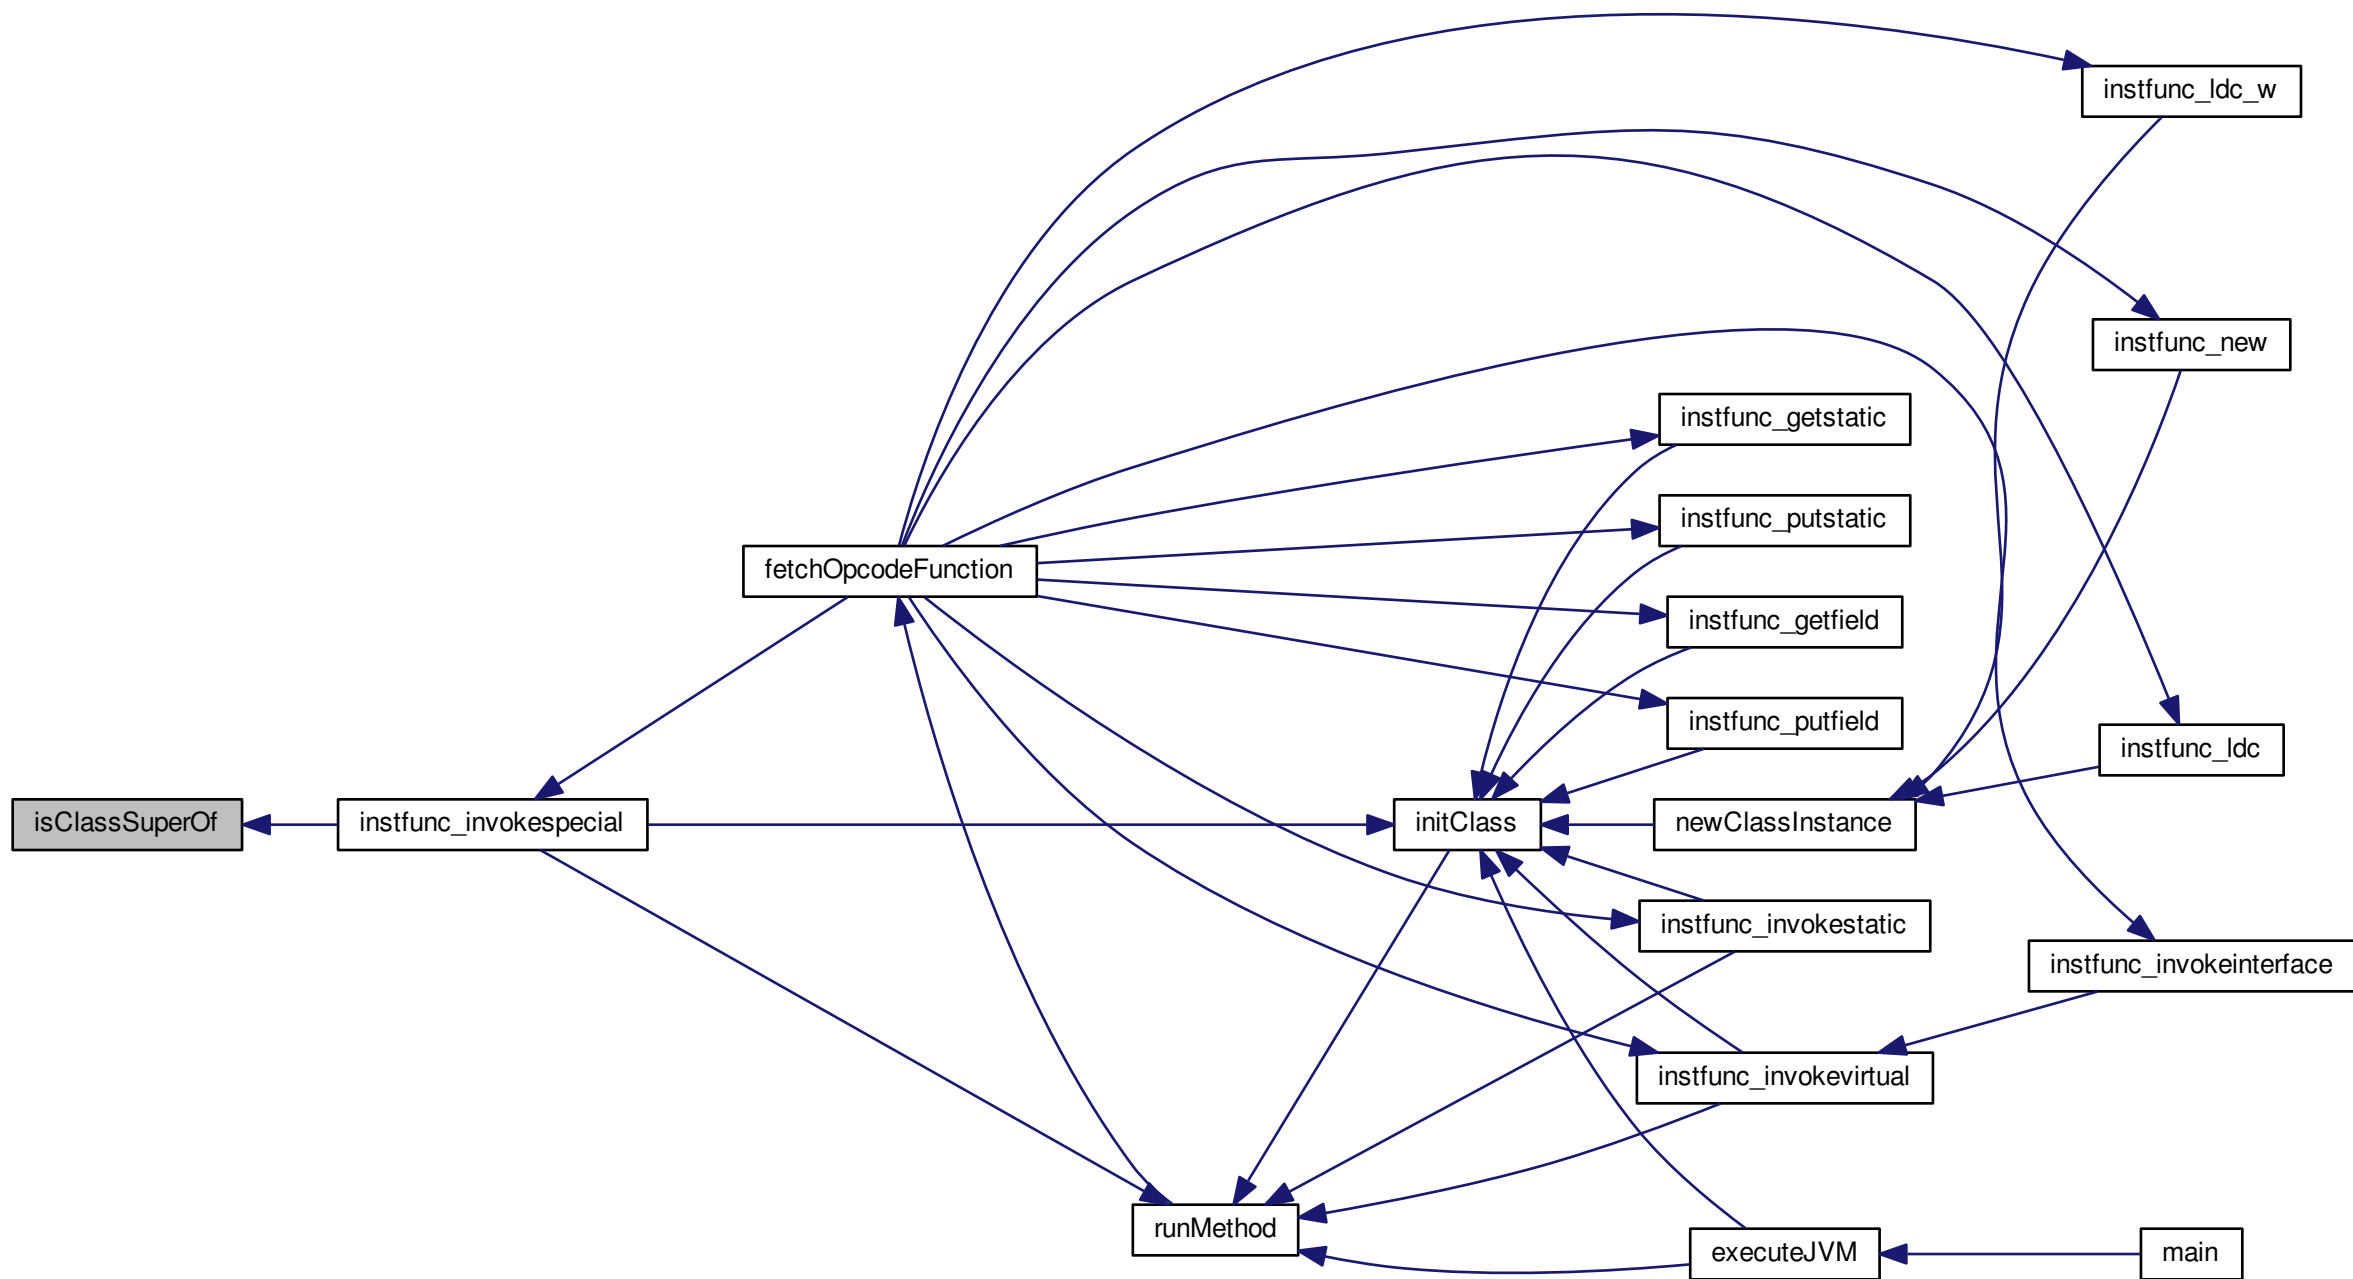 instfunc_ldc_w
instfunc_new
instfunc_getstatic
instfunc_putstatic
fetchOpcodeFunction
instfunc_getfield
instfunc_putfield
instfunc_ldc
isClassSuperOf
instfunc_invokespecial
initClass
newClassInstance
instfunc_invokestatic
instfunc_invokeinterface
instfunc_invokevirtual
runMethod
executeJVM
main